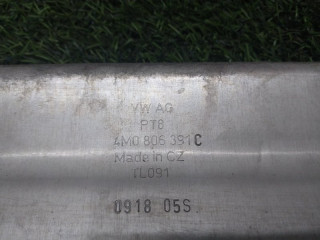 VW AG
PT8
4M0 806 391C
Made in CZ
TL091
0918 05S